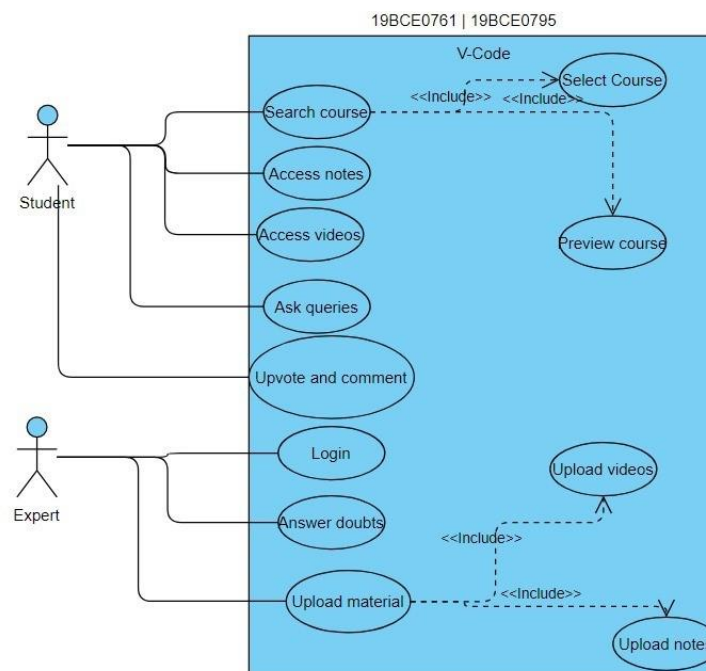 19BCE0761 | 19BCE0795
V-Code
Select Course
<<Include>>
<<Include>>
Search course
Student
Access notes
Access videos
Preview course
Ask queries
Upvote and comment
Login
Upload videos
Expert
Answer doubts
<<Include>>
<<Include>>
Upload material
Upload notes